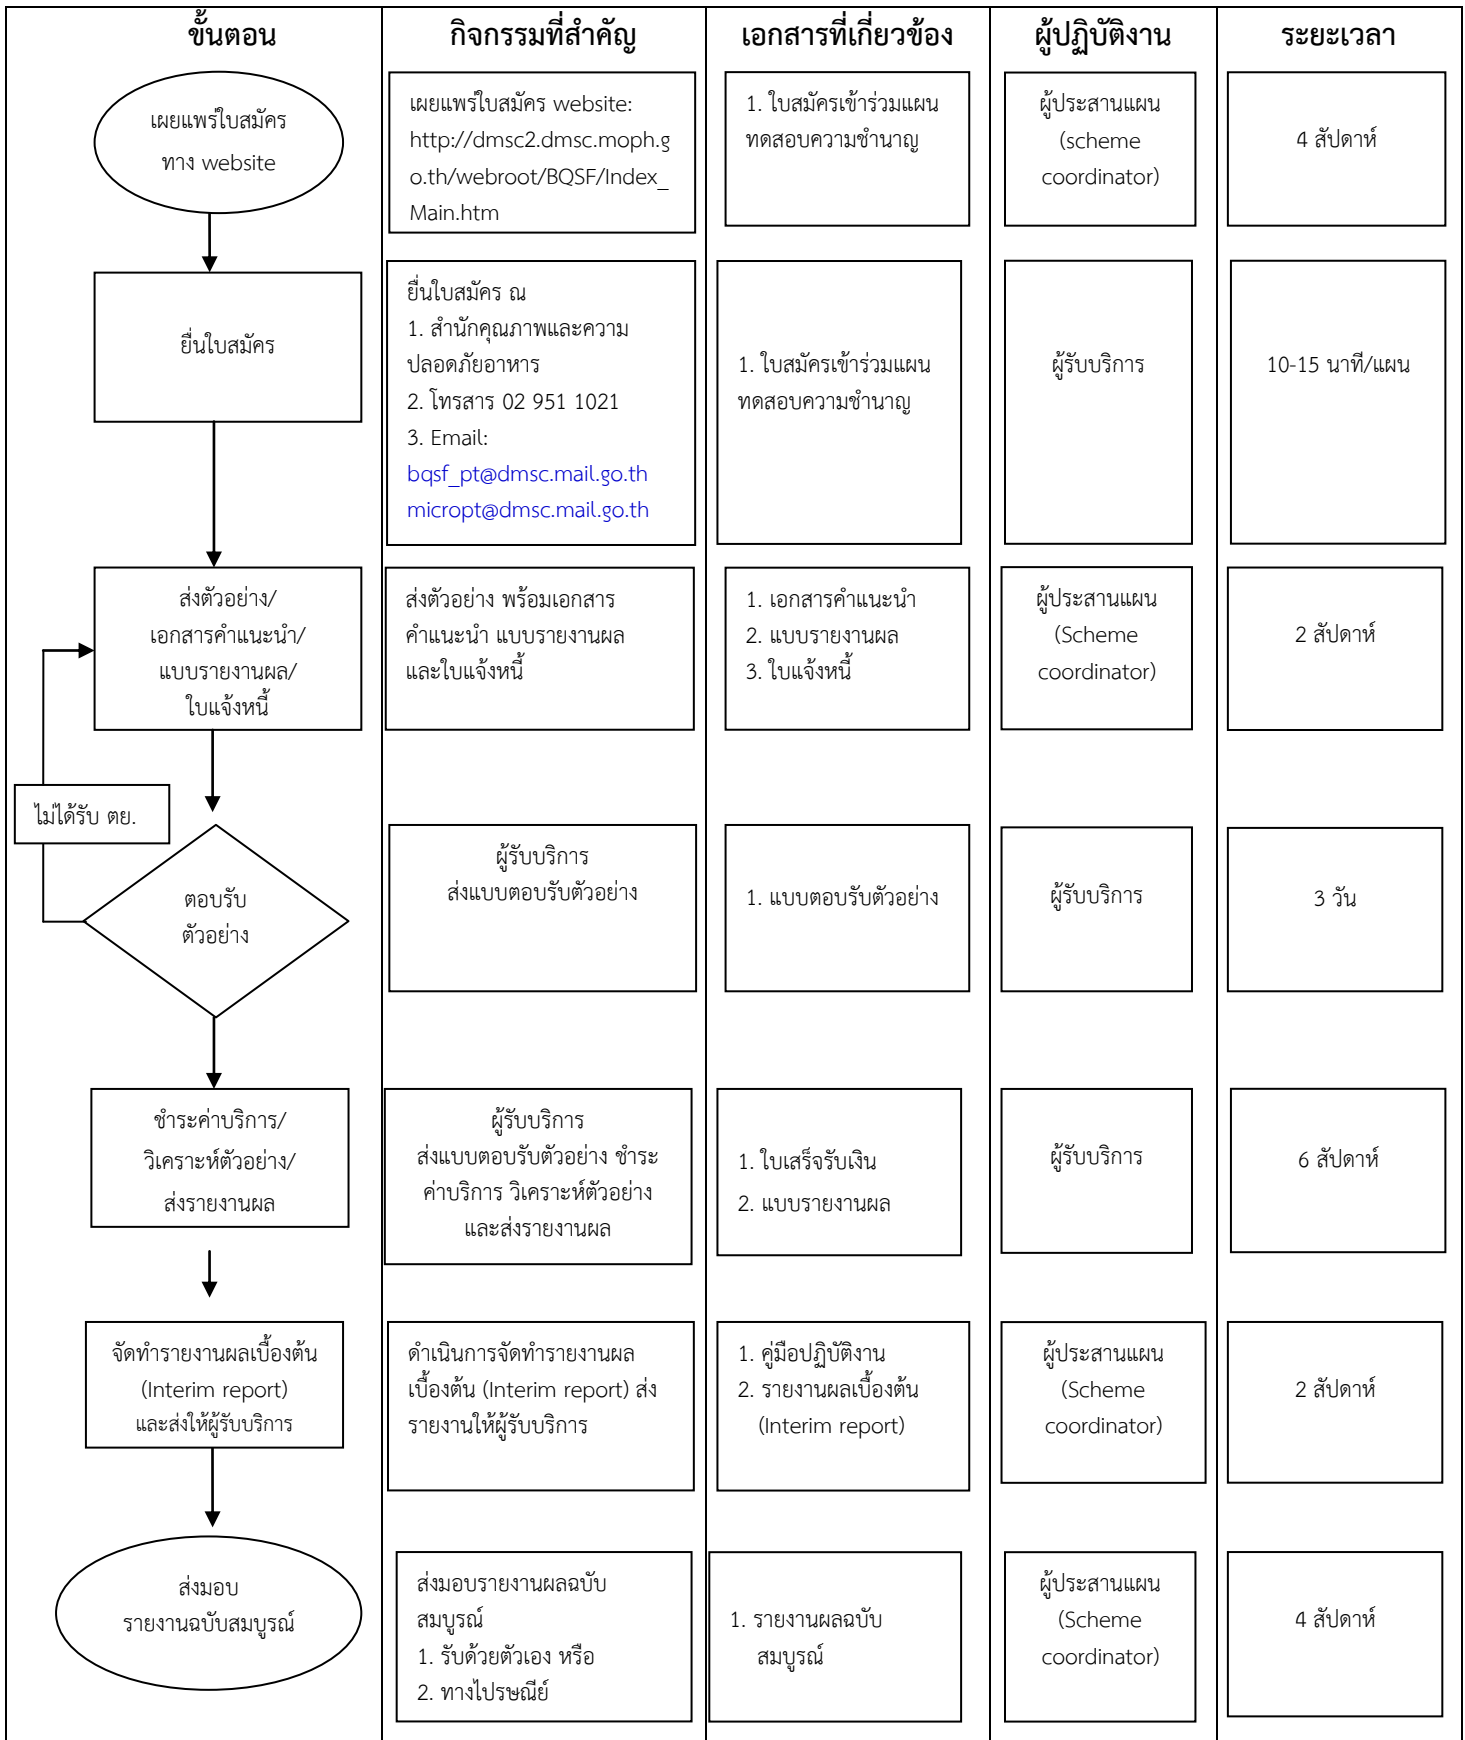 ขั้นตอน
กิจกรรมที่สำคัญ
เอกสารที่เกี่ยวข้อง
ผู้ปฏิบัติงาน
ระยะเวลา
เผยแพร่ใบสมัคร
ทาง website
เผยแพร่ใบสมัคร website:
http://dmsc2.dmsc.moph.g
o.th/webroot/BQSF/Index_
Main.htm
1. ใบสมัครเข้าร่วมแผน
ทดสอบความชำนาญ
ผู้ประสานแผน
(scheme
coordinator)
4 สัปดาห์
ยื่นใบสมัคร
ยื่นใบสมัคร ณ
1. สำนักคุณภาพและความ
ปลอดภัยอาหาร
2. โทรสาร 02 951 1021
3. Email:
bqsf_pt@dmsc.mail.go.th
micropt@dmsc.mail.go.th
1. ใบสมัครเข้าร่วมแผน
ทดสอบความชำนาญ
ผู้รับบริการ
10-15 นาที/แผน
ส่งตัวอย่าง/
เอกสารคำแนะนำ/
แบบรายงานผล/
ใบแจ้งหนี้
ส่งตัวอย่าง พร้อมเอกสาร
คำแนะนำ แบบรายงานผล
และใบแจ้งหนี้
1. เอกสารคำแนะนำ
2. แบบรายงานผล
3. ใบแจ้งหนี้
ผู้ประสานแผน
(Scheme
coordinator)
2 สัปดาห์
ไม่ได้รับ ตย.
ตอบรับ
ตัวอย่าง
ผู้รับบริการ
ส่งแบบตอบรับตัวอย่าง
1. แบบตอบรับตัวอย่าง
ผู้รับบริการ
3 วัน
ชำระค่าบริการ/
วิเคราะห์ตัวอย่าง/
ส่งรายงานผล
ผู้รับบริการ
ส่งแบบตอบรับตัวอย่าง ชำระ
ค่าบริการ วิเคราะห์ตัวอย่าง
และส่งรายงานผล
1. ใบเสร็จรับเงิน
2. แบบรายงานผล
ผู้รับบริการ
6 สัปดาห์
จัดทำรายงานผลเบื้องต้น
(Interim report)
และส่งให้ผู้รับบริการ
ดำเนินการจัดทำรายงานผล
เบื้องต้น (Interim report) ส่ง
รายงานให้ผู้รับบริการ
1. คู่มือปฏิบัติงาน
2. รายงานผลเบื้องต้น
(Interim report)
ผู้ประสานแผน
(Scheme
coordinator)
2 สัปดาห์
ส่งมอบ
รายงานฉบับสมบูรณ์
ส่งมอบรายงานผลฉบับ
สมบูรณ์
1. รับด้วยตัวเอง หรือ
2. ทางไปรษณีย์
1. รายงานผลฉบับ
สมบูรณ์
ผู้ประสานแผน
(Scheme
coordinator)
4 สัปดาห์